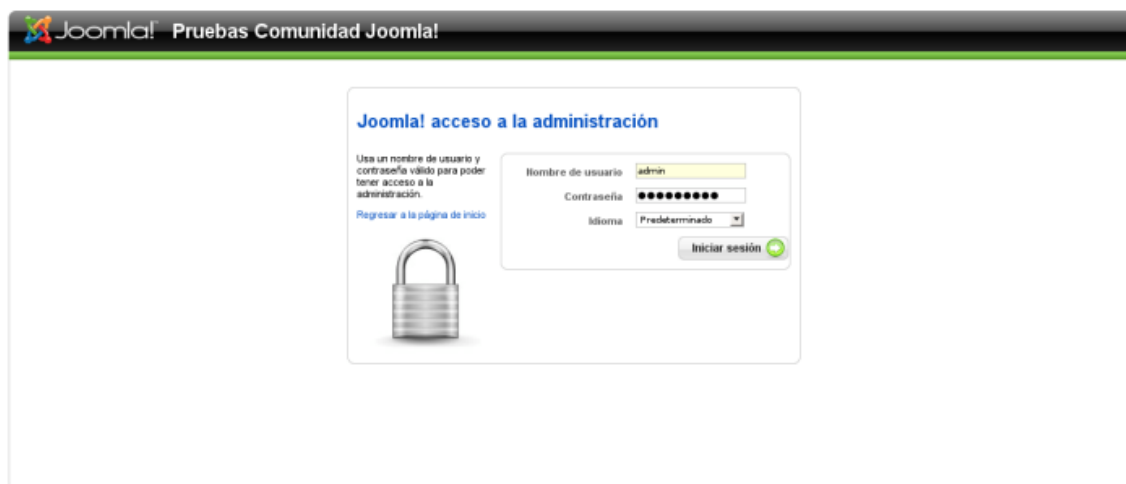 Joomla! Pruebas Comunidad Joomla!
Joomla! acceso a la administración
Usa un nombre de usuario y
contraseña válido para poder
tener acceso a la
administración.
Regresar a la página de inicio
Nombre de usuario admin
Contraseña ●●●●●●●●●
Idioma Predeterminado
Iniciar sesión